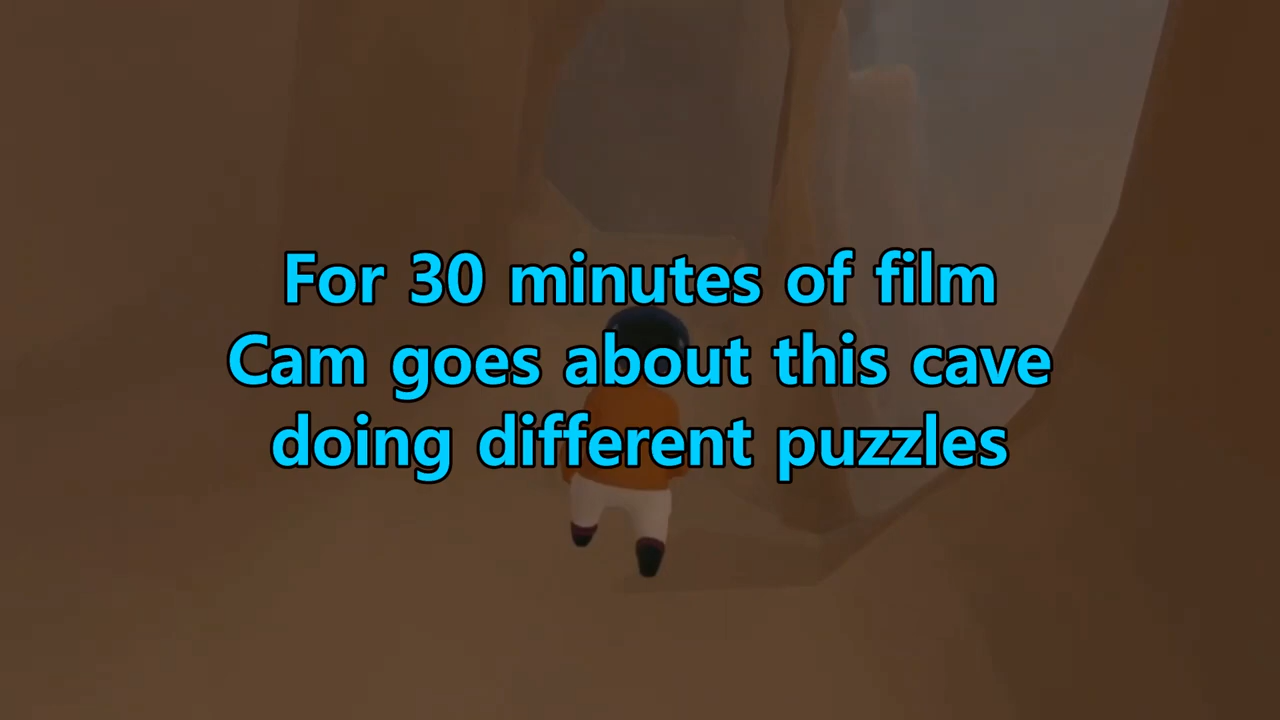 For 30 minutes of film
Cam goes about this cave
doing different puzzles